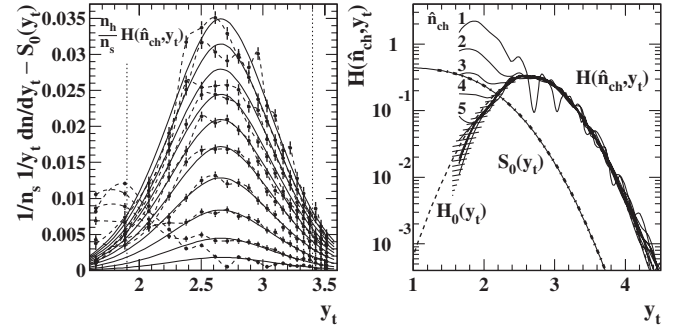 1/n_s 1/y_t dn/dy_t – S_0(y_t)
0.035
0.03
0.025
0.02
0.015
0.01
0.005
0
n_h/n_s H(n̂_ch,y_t)
2
2.5
3
3.5
y_t
H(n̂_ch,y_t)
1
10^-1
10^-2
10^-3
n̂_ch
1
2
3
4
5
H(n̂_ch,y_t)
S_0(y_t)
H_0(y_t)
1
2
3
4
y_t